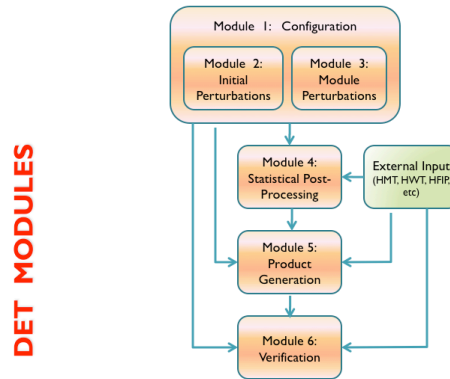 Module 1: Configuration
Module 2:
Initial
Perturbations
Module 3:
Module
Perturbations
Module 4:
Statistical Post-
Processing
External Input
(HMT, HWT, HFIP,
etc)
Module 5:
Product
Generation
Module 6:
Verification
DET MODULES